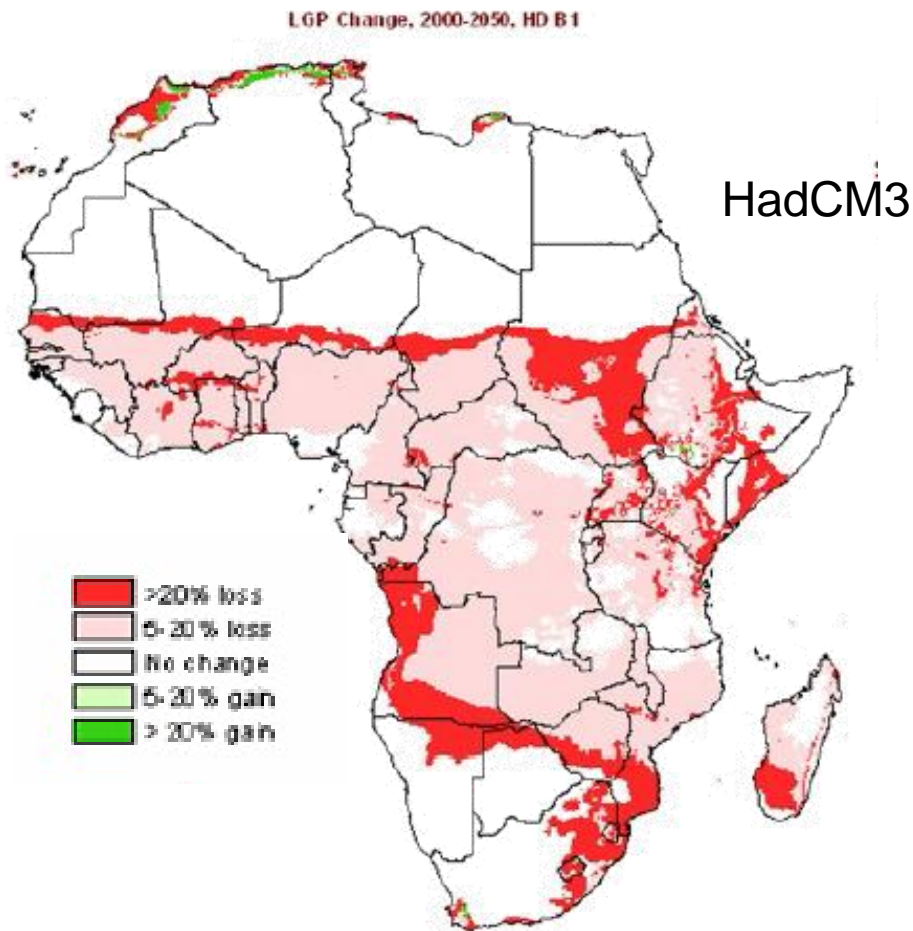 LGP Change, 2000-2050, HD B1
HadCM3
>20% loss
5-20% loss
No change
5-20% gain
> 20% gain